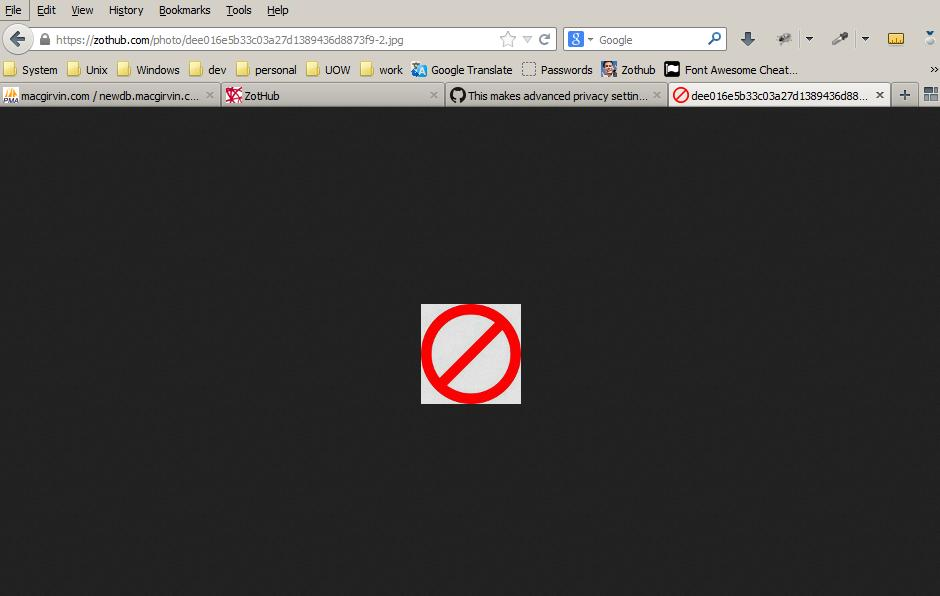 File Edit View History Bookmarks Tools Help
https://zothub.com/photo/dee016e5b33c03a27d1389436d8873f9-2.jpg 8 Google
System Unix Windows dev personal UOW work Google Translate Passwords Zothub Font Awesome Cheat... »
PMA macgirvin.com / newdb.macgirvin.c... ZotHub This makes advanced privacy settin... dee016e5b33c03a27d1389436d88...